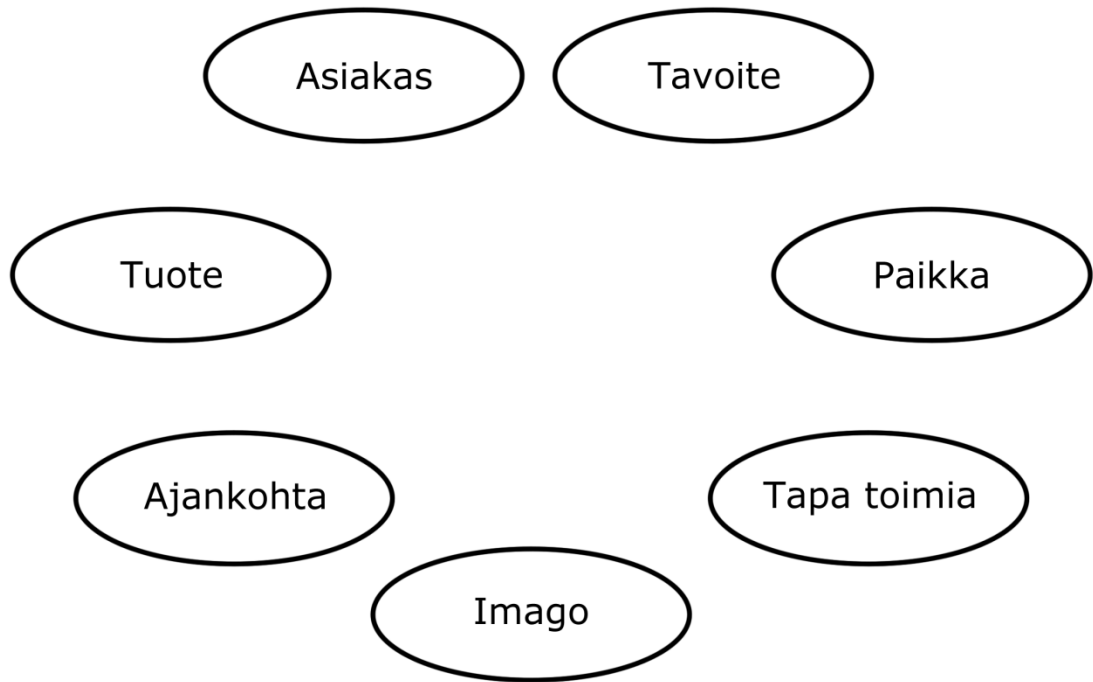 Asiakas
Tavoite
Tuote
Paikka
Ajankohta
Tapa toimia
Imago